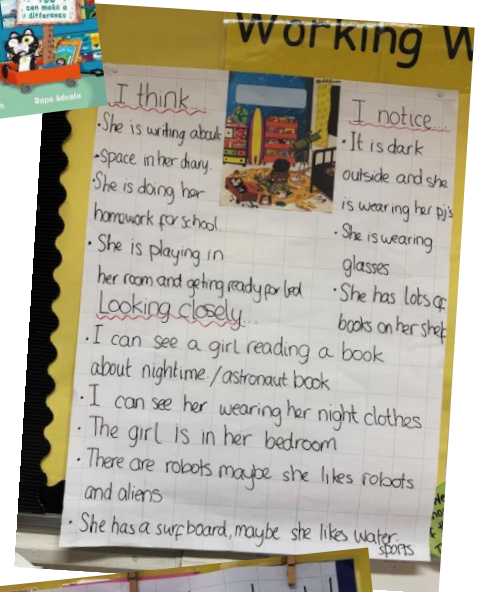 can make a
difference
Dapo Adeola
Working W
I think...
•She is writing about
•space in her diary.
•She is doing her
homework for school.
• She is playing in
her room and geting ready for bed
I notice...
• It is dark
outside and she
is wearing her pj's
• She is wearing
glasses
• She has lots of
books on her shelf
Looking closely...
• I can see a girl reading a book
about nightime / astronaut book
• I can see her wearing her night clothes
• The girl is in her bedroom
• There are robots maybe she likes robots
and aliens
• She has a surfboard, maybe she likes water
sports